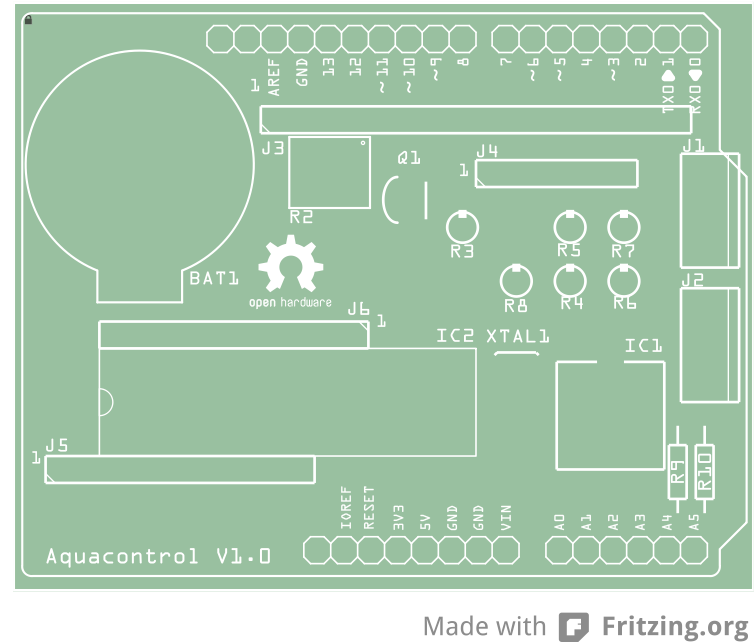 AREF GND 13 12 ~11 ~10 ~9 8 7 ~6 ~5 4 ~3 2 TX0 1 RX0 0
1
J3
R2
Q1
J4
1
J1
R3
R5
R7
BAT1
open hardware
R8
R4
R6
J2
J6
1
IC2
XTAL1
IC1
J5
1
R9
R10
IOREF RESET 3V3 5V GND GND VIN A0 A1 A2 A3 A4 A5
Aquacontrol V1.0
Made with Fritzing.org